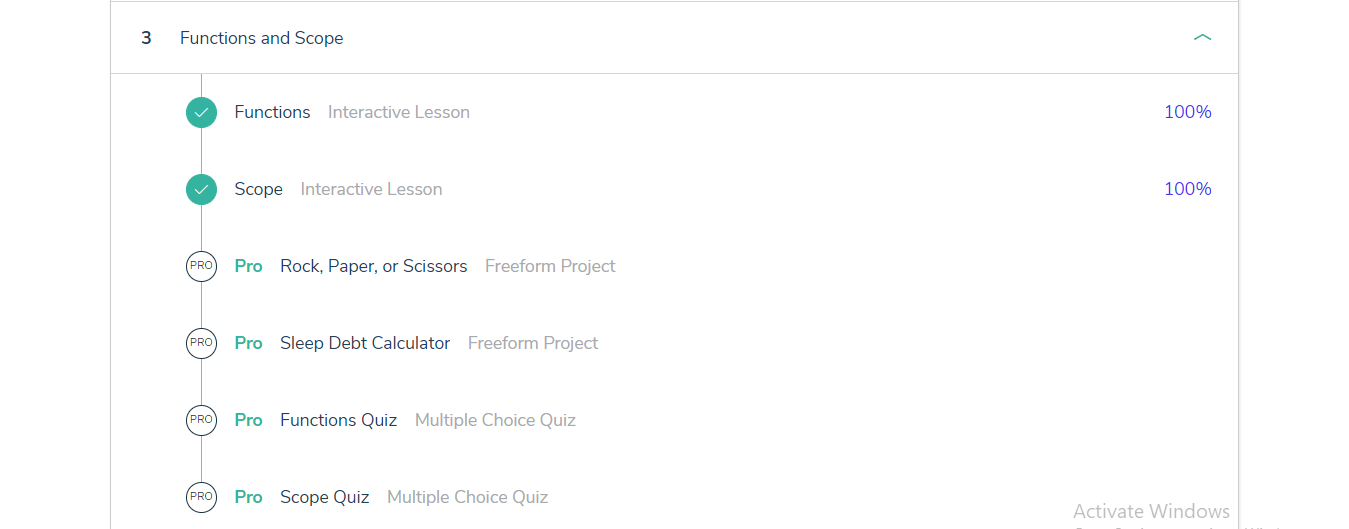 3 Functions and Scope
Functions Interactive Lesson 100%
Scope Interactive Lesson 100%
PRO Pro Rock, Paper, or Scissors Freeform Project
PRO Pro Sleep Debt Calculator Freeform Project
PRO Pro Functions Quiz Multiple Choice Quiz
PRO Pro Scope Quiz Multiple Choice Quiz
Activate Windows